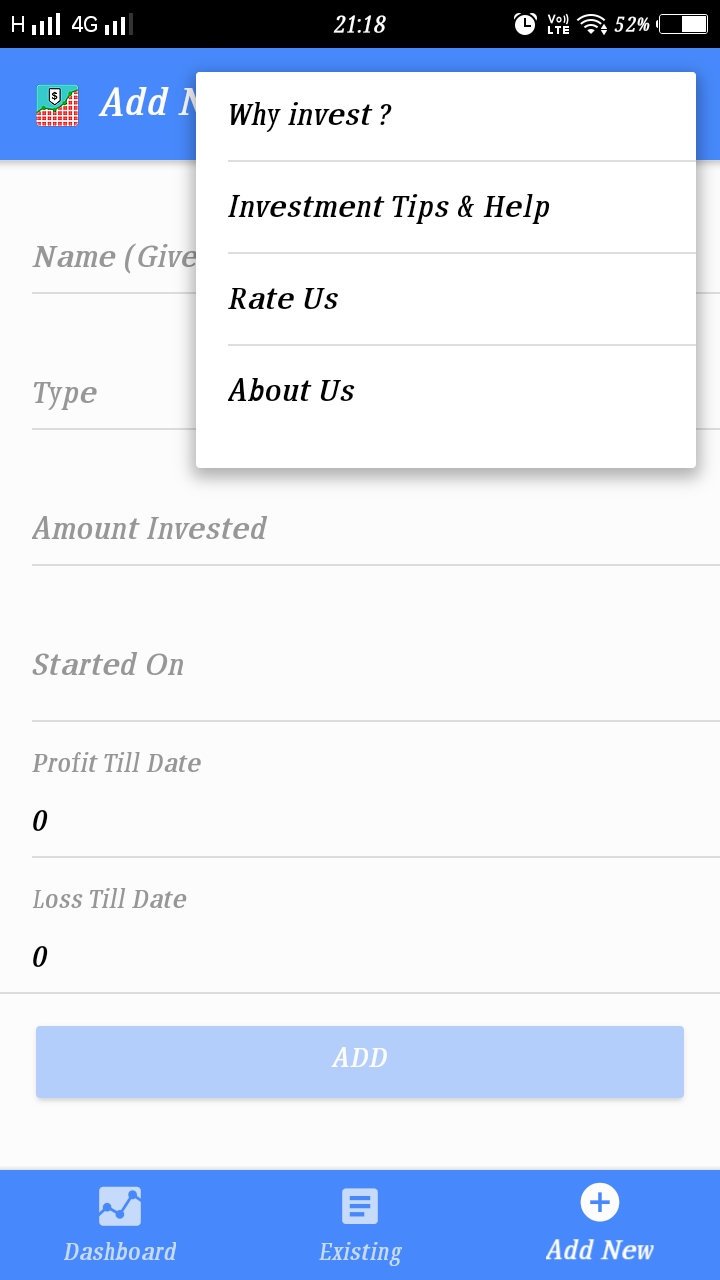 H 4G 21:18 Vo)) LTE 52%
$ Add N
Why invest ?
Investment Tips & Help
Name (Give
Rate Us
Type
About Us
Amount Invested
Started On
Profit Till Date
0
Loss Till Date
0
ADD
Dashboard Existing Add New